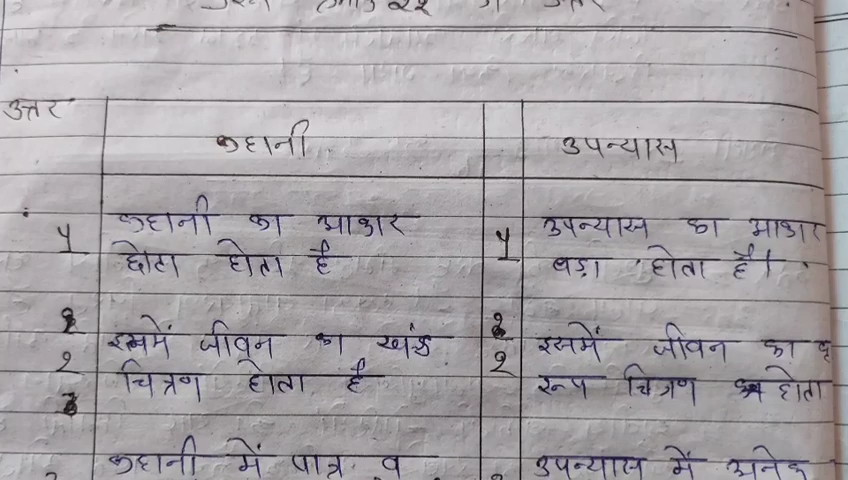 उत्तर
कहानी उपन्यास
1 कहानी का आकार 1 उपन्यास का आकार
छोटा होता है बड़ा होता है।
2 इसमें जीवन का खंड 2 इसमें जीवन का
चित्रण होता है रूप चित्रण होता
कहानी में पात्र व उपन्यास में अनेक